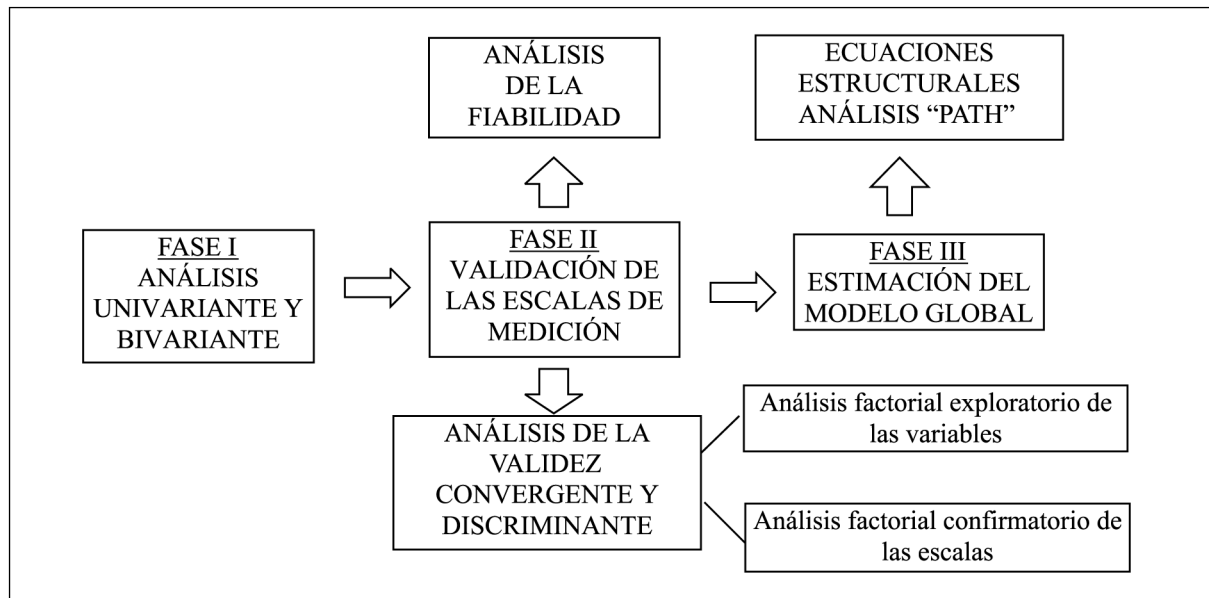 ANÁLISIS
DE LA
FIABILIDAD
ECUACIONES
ESTRUCTURALES
ANÁLISIS “PATH”
FASE I
ANÁLISIS
UNIVARIANTE Y
BIVARIANTE
FASE II
VALIDACIÓN DE
LAS ESCALAS DE
MEDICIÓN
FASE III
ESTIMACIÓN DEL
MODELO GLOBAL
ANÁLISIS DE LA
VALIDEZ
CONVERGENTE Y
DISCRIMINANTE
Análisis factorial exploratorio de
las variables
Análisis factorial confirmatorio de
las escalas